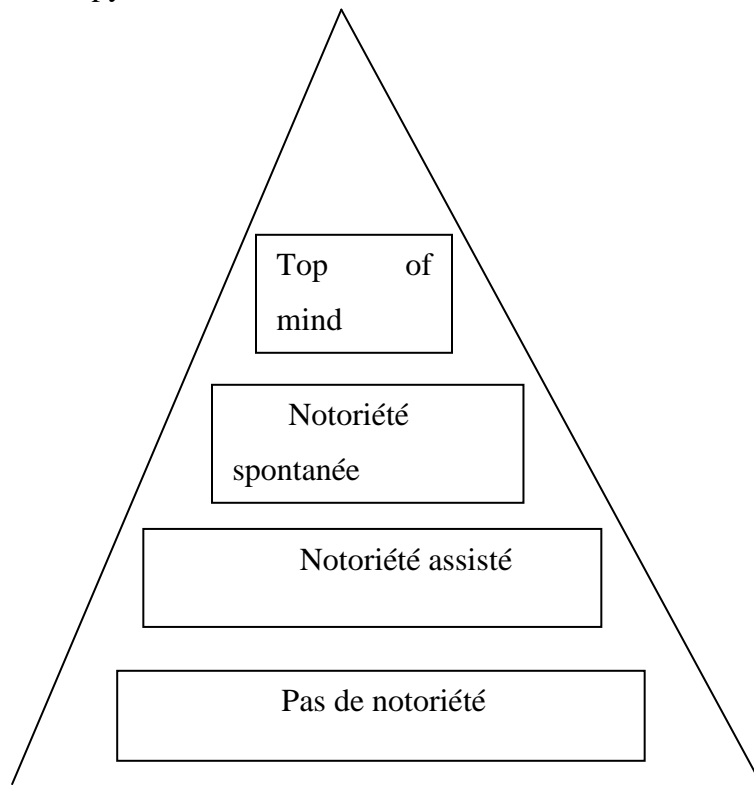 Top of
mind
Notoriété
spontanée
Notoriété assisté
Pas de notoriété